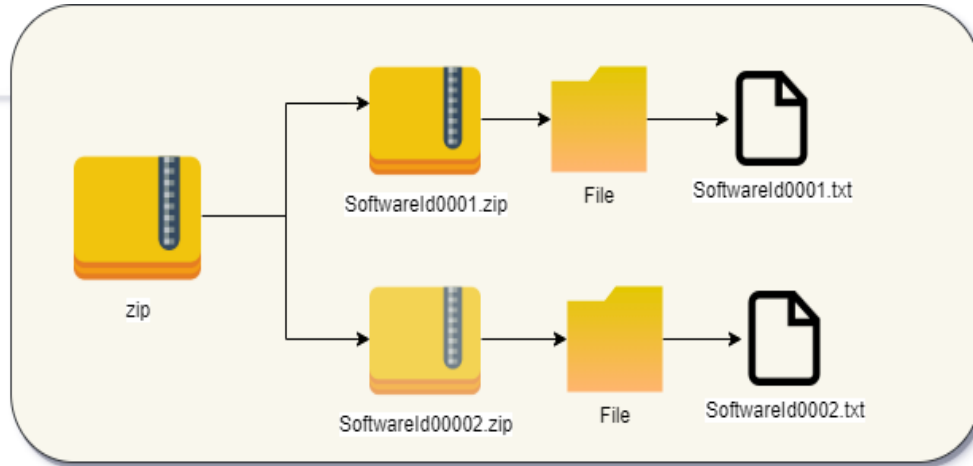 zip
SoftwareId0001.zip
File
SoftwareId0001.txt
SoftwareId00002.zip
File
SoftwareId0002.txt